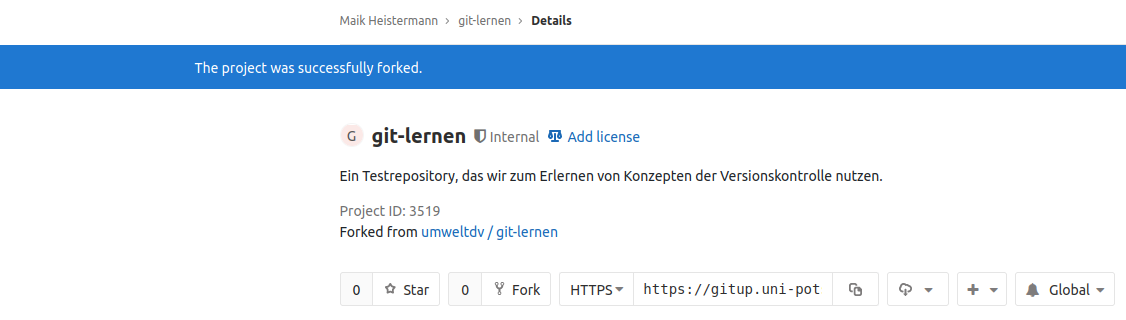 Maik Heistermann › git-lernen › Details
The project was successfully forked.
G git-lernen Internal Add license
Ein Testrepository, das wir zum Erlernen von Konzepten der Versionskontrolle nutzen.
Project ID: 3519
Forked from umweltdv / git-lernen
0 Star 0 Fork HTTPS https://gitup.uni-pot Global